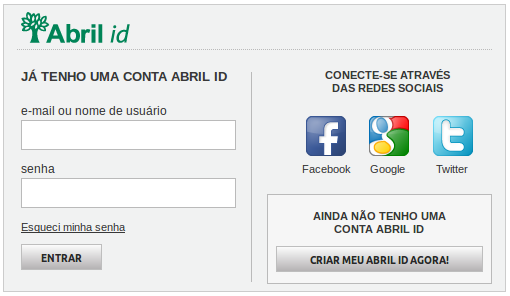 Abril id
JÁ TENHO UMA CONTA ABRIL ID
e-mail ou nome de usuário
senha
Esqueci minha senha
ENTRAR
CONECTE-SE ATRAVÉS
DAS REDES SOCIAIS
Facebook Google Twitter
AINDA NÃO TENHO UMA
CONTA ABRIL ID
CRIAR MEU ABRIL ID AGORA!